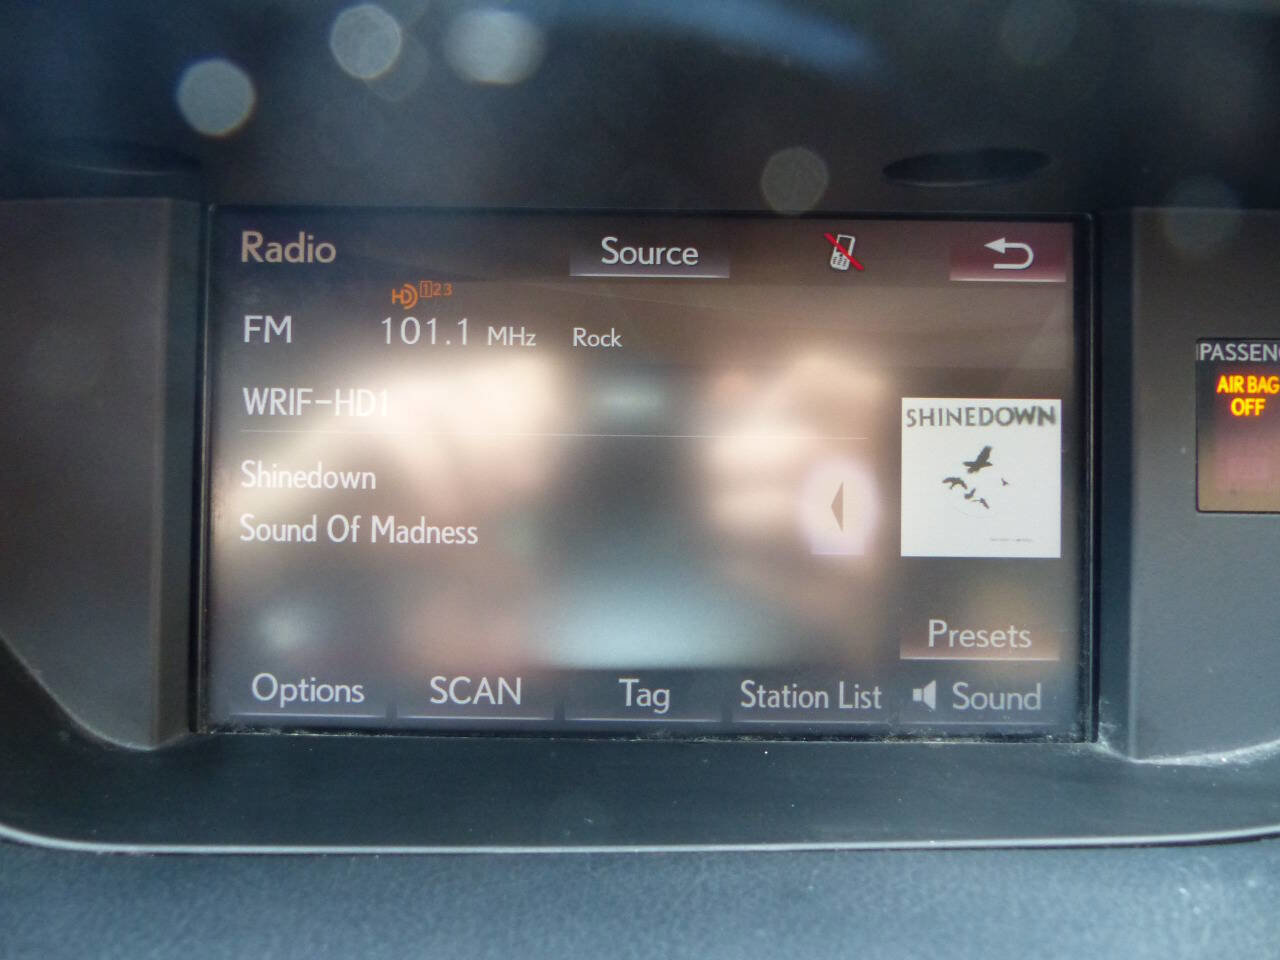 Radio
Source
HD 1 2 3
FM 101.1 MHz Rock
WRIF-HD1
Shinedown
Sound Of Madness
SHINEDOWN
Presets
Options SCAN Tag Station List Sound
PASSEN
AIR BAG
OFF